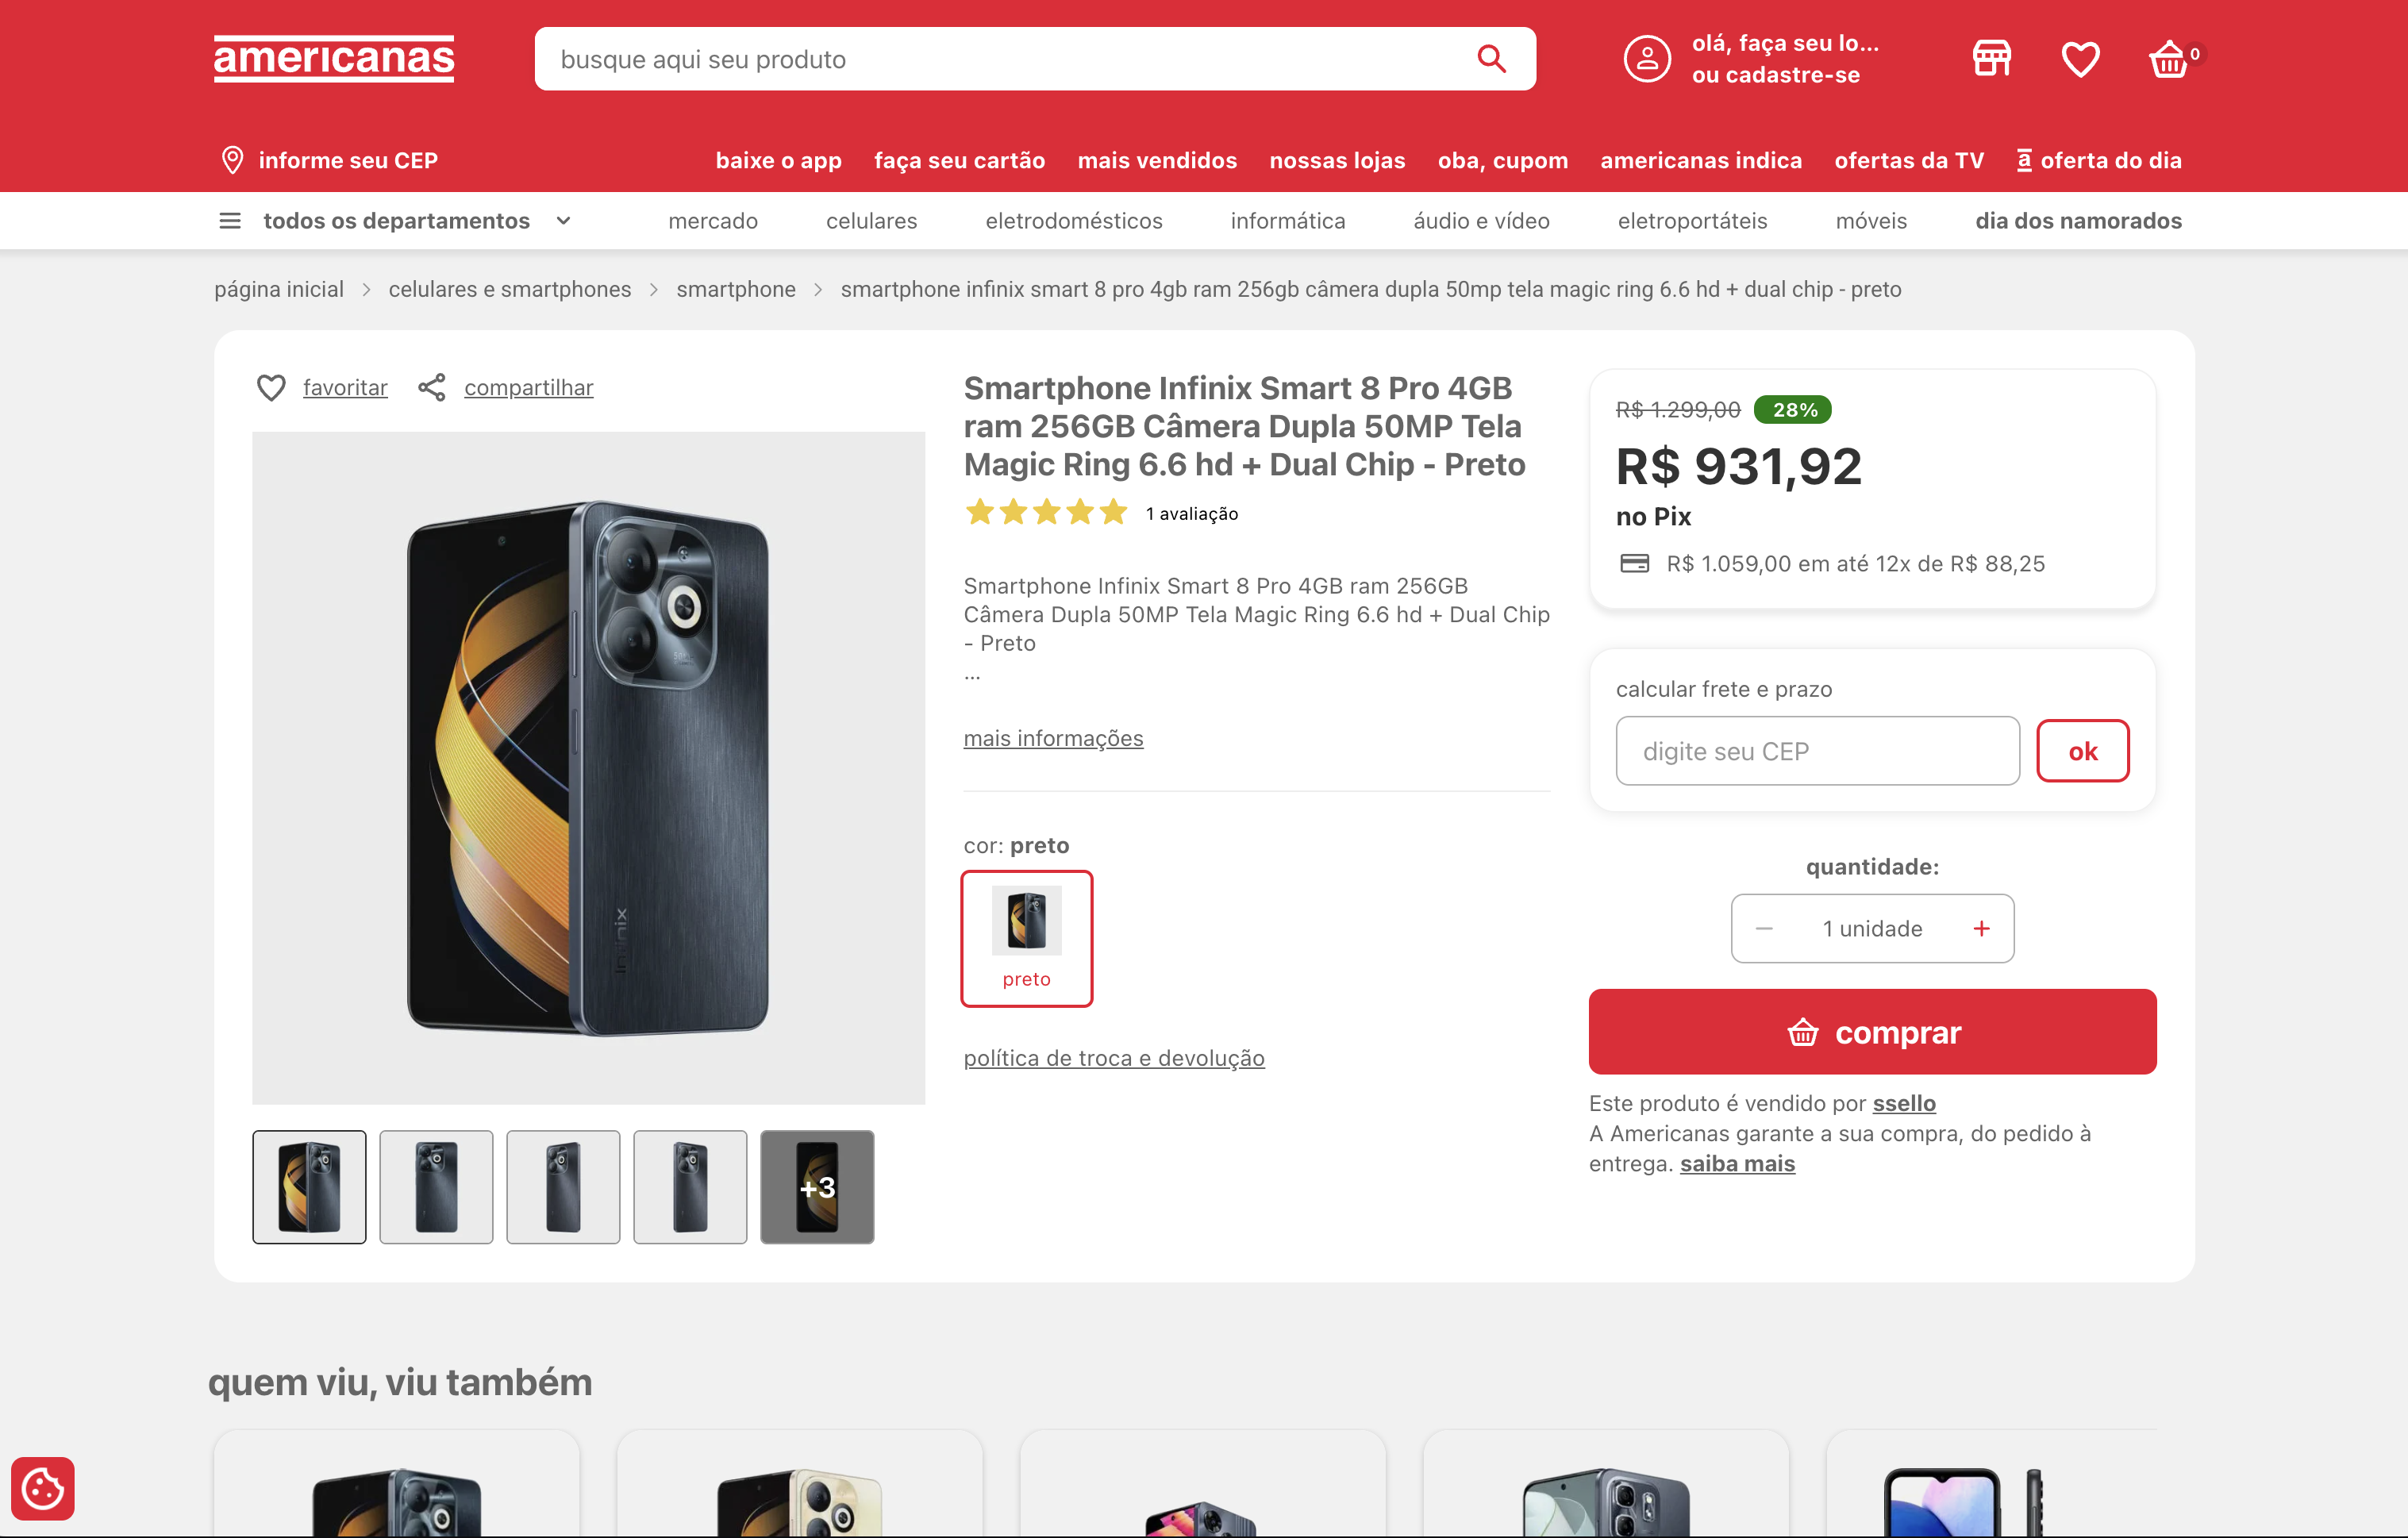 americanas
busque aqui seu produto
olá, faça seu lo...
ou cadastre-se
0
informe seu CEP
baixe o app
faça seu cartão
mais vendidos
nossas lojas
oba, cupom
americanas indica
ofertas da TV
a oferta do dia
todos os departamentos
mercado
celulares
eletrodomésticos
informática
áudio e vídeo
eletroportáteis
móveis
dia dos namorados
página inicial > celulares e smartphones > smartphone > smartphone infinix smart 8 pro 4gb ram 256gb câmera dupla 50mp tela magic ring 6.6 hd + dual chip - preto
favoritar
compartilhar
Infinix
+3
Smartphone Infinix Smart 8 Pro 4GB
ram 256GB Câmera Dupla 50MP Tela
Magic Ring 6.6 hd + Dual Chip - Preto
1 avaliação
Smartphone Infinix Smart 8 Pro 4GB ram 256GB
Câmera Dupla 50MP Tela Magic Ring 6.6 hd + Dual Chip
- Preto
...
mais informações
cor: preto
preto
política de troca e devolução
R$ 1.299,00 28%
R$ 931,92
no Pix
R$ 1.059,00 em até 12x de R$ 88,25
calcular frete e prazo
digite seu CEP
ok
quantidade:
1 unidade
comprar
Este produto é vendido por ssello
A Americanas garante a sua compra, do pedido à
entrega. saiba mais
quem viu, viu também